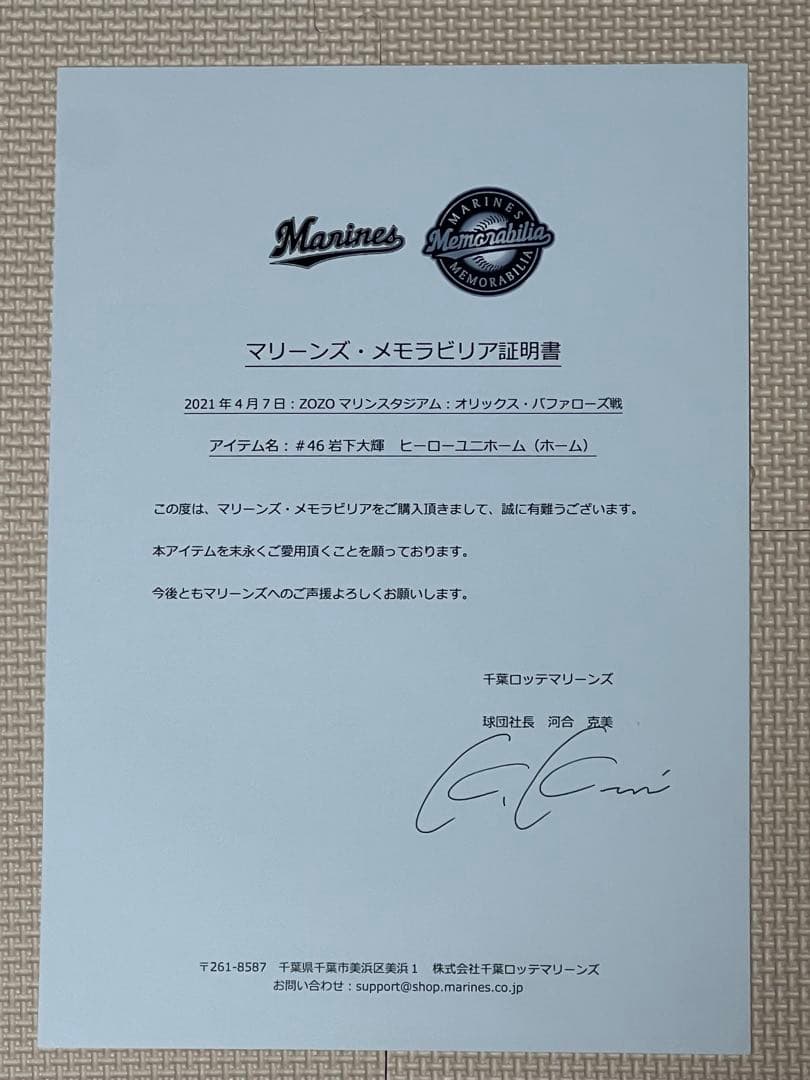 Marines
MARINES
Memorabilia
MEMORABILIA
マリーンズ・メモラビリア証明書
2021年4月7日：ZOZOマリンスタジアム：オリックス・バファローズ戦
アイテム名：＃46 岩下大輝　ヒーローユニホーム（ホーム）
この度は、マリーンズ・メモラビリアをご購入頂きまして、誠に有難うございます。
本アイテムを末永くご愛用頂くことを願っております。
今後ともマリーンズへのご声援よろしくお願いします。
千葉ロッテマリーンズ
球団社長　河合　克美
〒261-8587　千葉県千葉市美浜区美浜1　株式会社千葉ロッテマリーンズ
お問い合わせ：support@shop.marines.co.jp